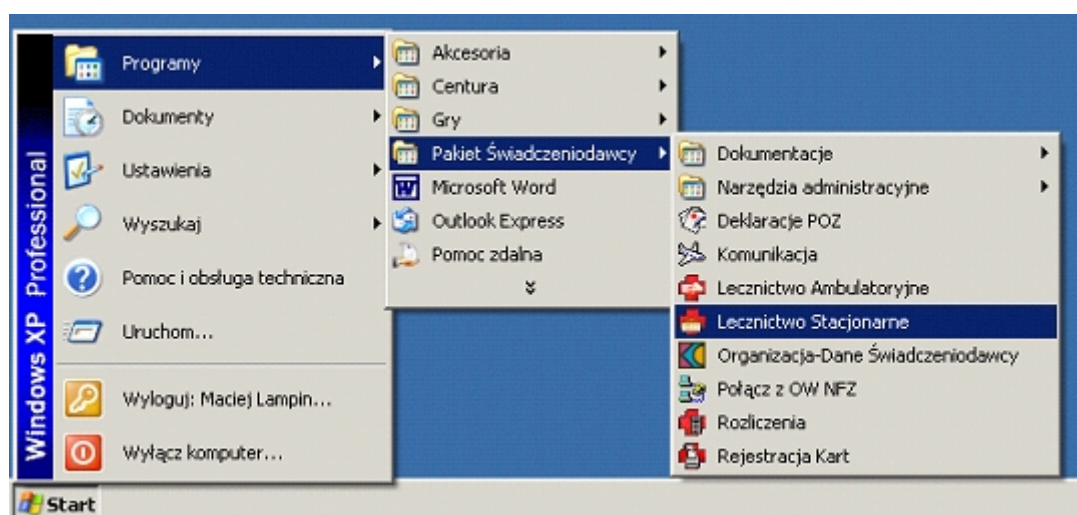 Windows XP Professional
Programy
Dokumenty
Ustawienia
Wyszukaj
Pomoc i obsługa techniczna
Uruchom...
Wyloguj: Maciej Lampin...
Wyłącz komputer...
Akcesoria
Centura
Gry
Pakiet Świadczeniodawcy
Microsoft Word
Outlook Express
Pomoc zdalna
Dokumentacje
Narzędzia administracyjne
Deklaracje POZ
Komunikacja
Lecznictwo Ambulatoryjne
Lecznictwo Stacjonarne
Organizacja-Dane Świadczeniodawcy
Połącz z OW NFZ
Rozliczenia
Rejestracja Kart
Start